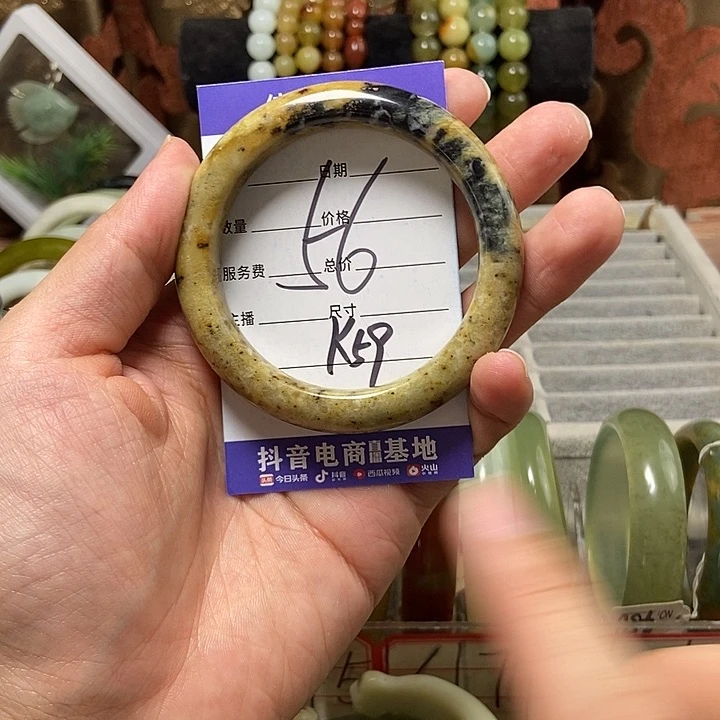 日期
56
收量
价格
服务费
总价
主播
尺寸
K59
抖音电商直播基地
今日头条 抖音 西瓜视频 火山